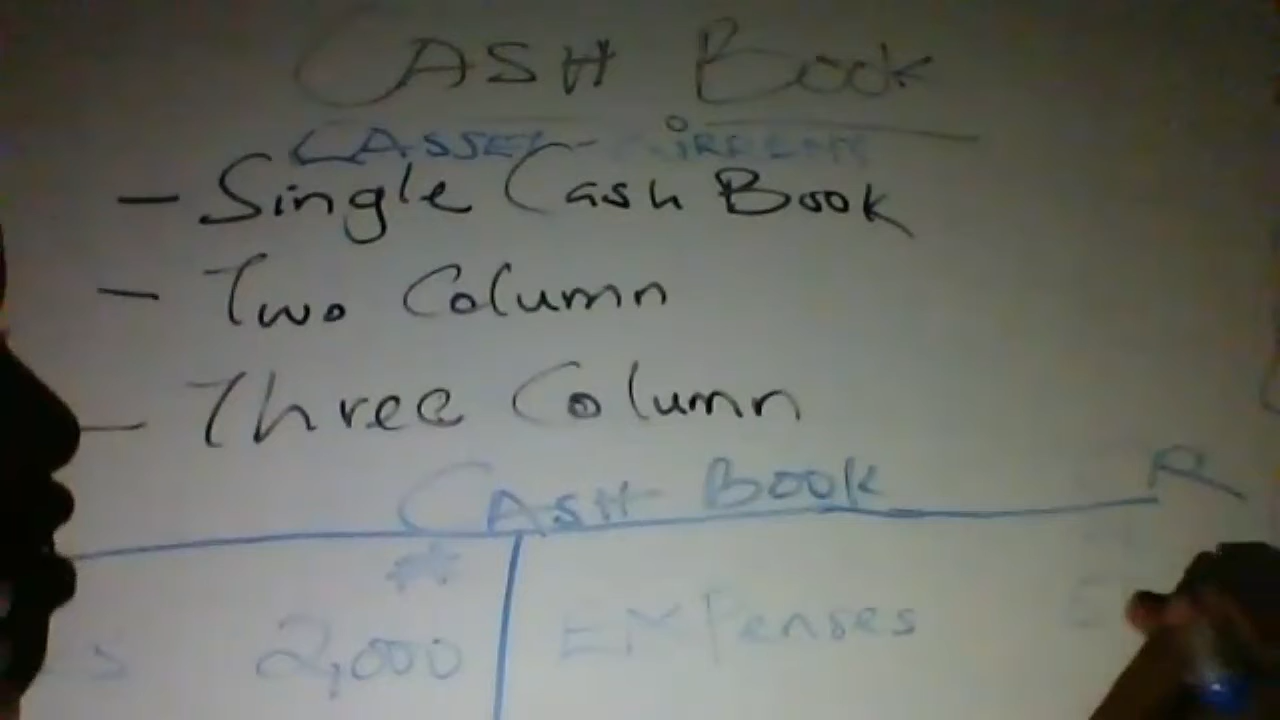 CASH Book
- Single Cash Book
- Two Column
- Three Column
CASH Book
2,000 Expenses